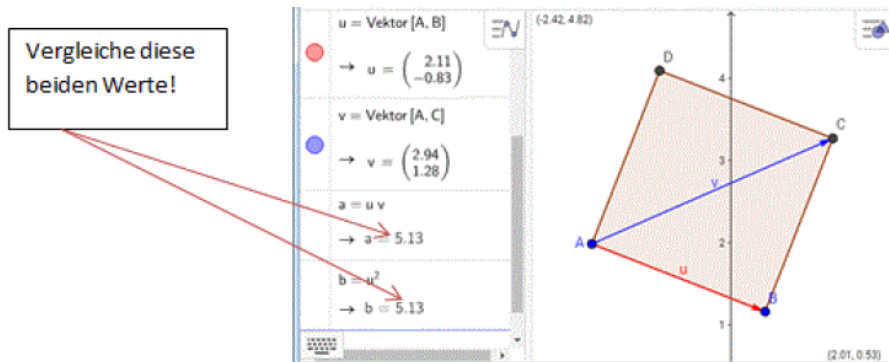 Vergleiche diese
beiden Werte!
u = Vektor [A, B]
→ u = ( 2.11
−0.83 )
v = Vektor [A, C]
→ v = ( 2.94
1.28 )
a = u v
→ a = 5.13
b = u²
→ b = 5.13
(-2.42, 4.82)
D
4
C
3
v
A
2
u
B
1
(2.01, 0.53)